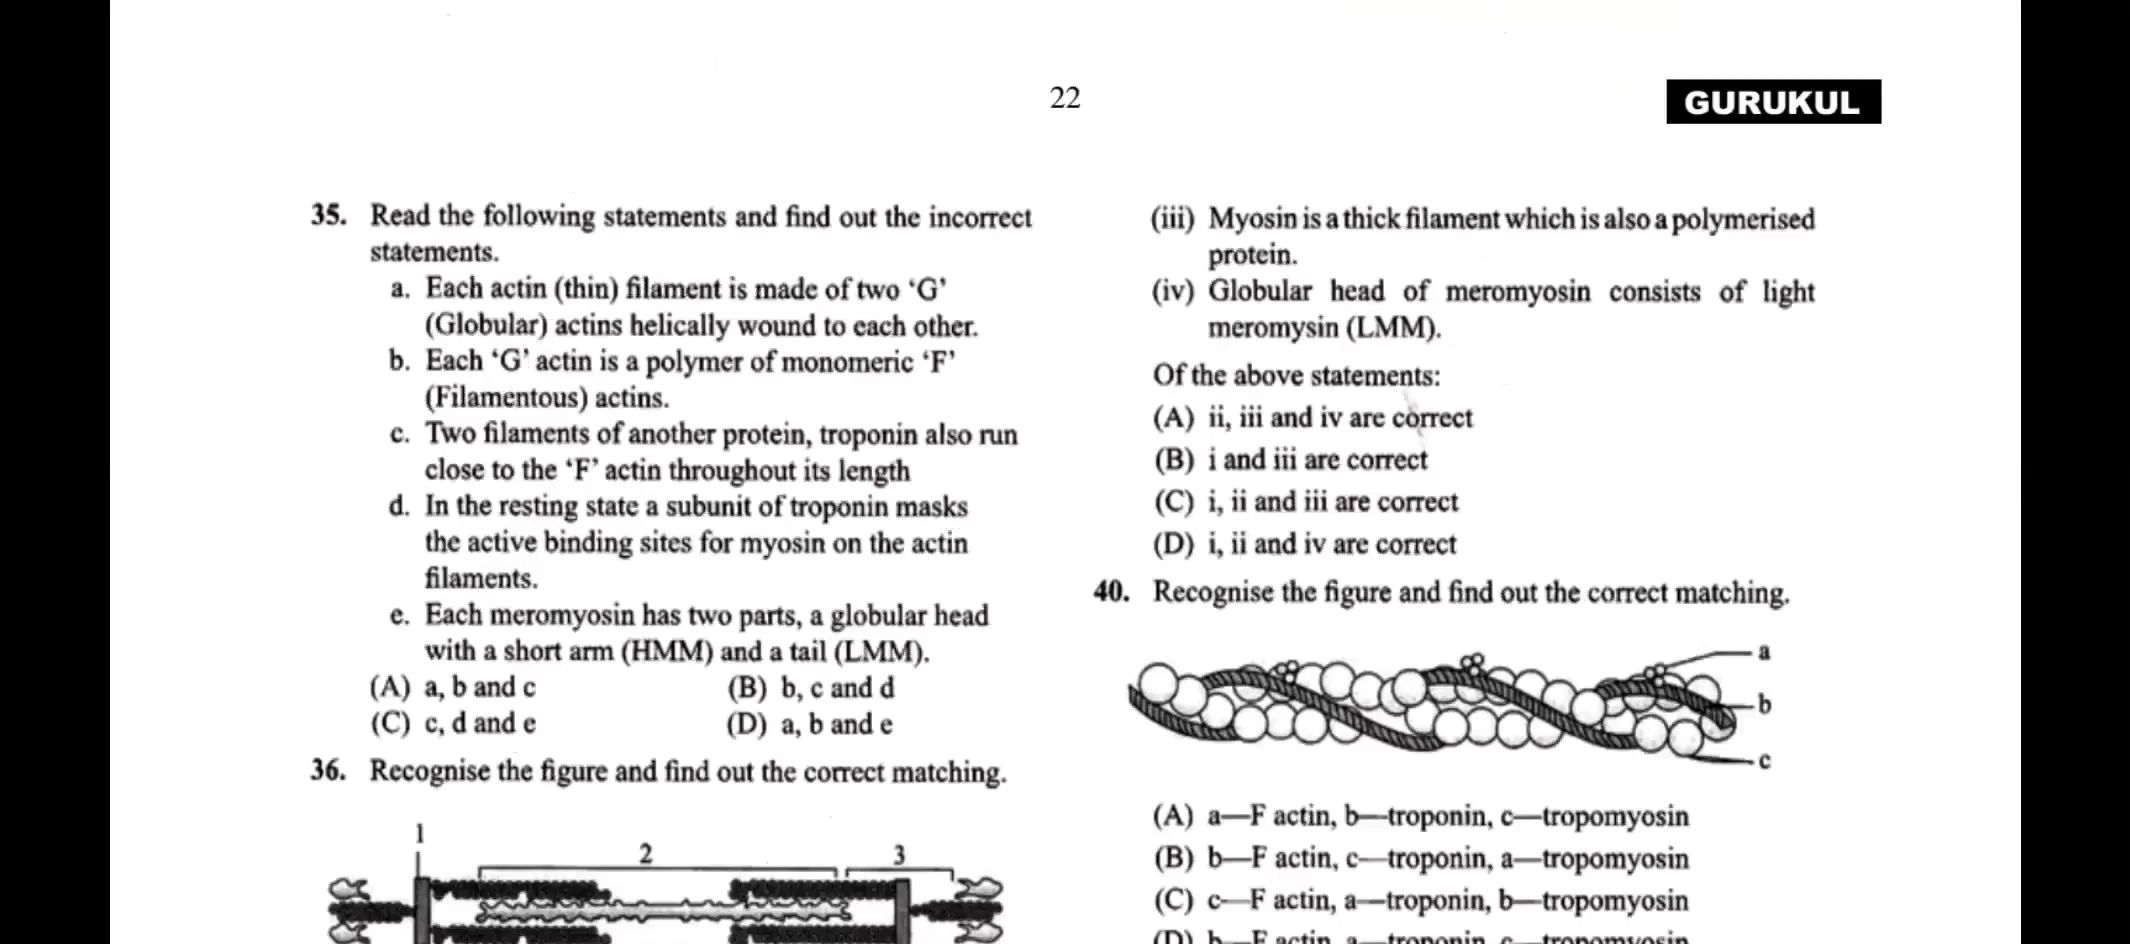 22
GURUKUL
35. Read the following statements and find out the incorrect
statements.
a. Each actin (thin) filament is made of two ‘G’
(Globular) actins helically wound to each other.
b. Each ‘G’ actin is a polymer of monomeric ‘F’
(Filamentous) actins.
c. Two filaments of another protein, troponin also run
close to the ‘F’ actin throughout its length
d. In the resting state a subunit of troponin masks
the active binding sites for myosin on the actin
filaments.
e. Each meromyosin has two parts, a globular head
with a short arm (HMM) and a tail (LMM).
(A) a, b and c (B) b, c and d
(C) c, d and e (D) a, b and e
36. Recognise the figure and find out the correct matching.
1
2
3
(iii) Myosin is a thick filament which is also a polymerised
protein.
(iv) Globular head of meromyosin consists of light
meromysin (LMM).
Of the above statements:
(A) ii, iii and iv are correct
(B) i and iii are correct
(C) i, ii and iii are correct
(D) i, ii and iv are correct
40. Recognise the figure and find out the correct matching.
a
b
c
(A) a—F actin, b—troponin, c—tropomyosin
(B) b—F actin, c—troponin, a—tropomyosin
(C) c—F actin, a—troponin, b—tropomyosin
(D) b—F actin, a—troponin, c—tropomyosin